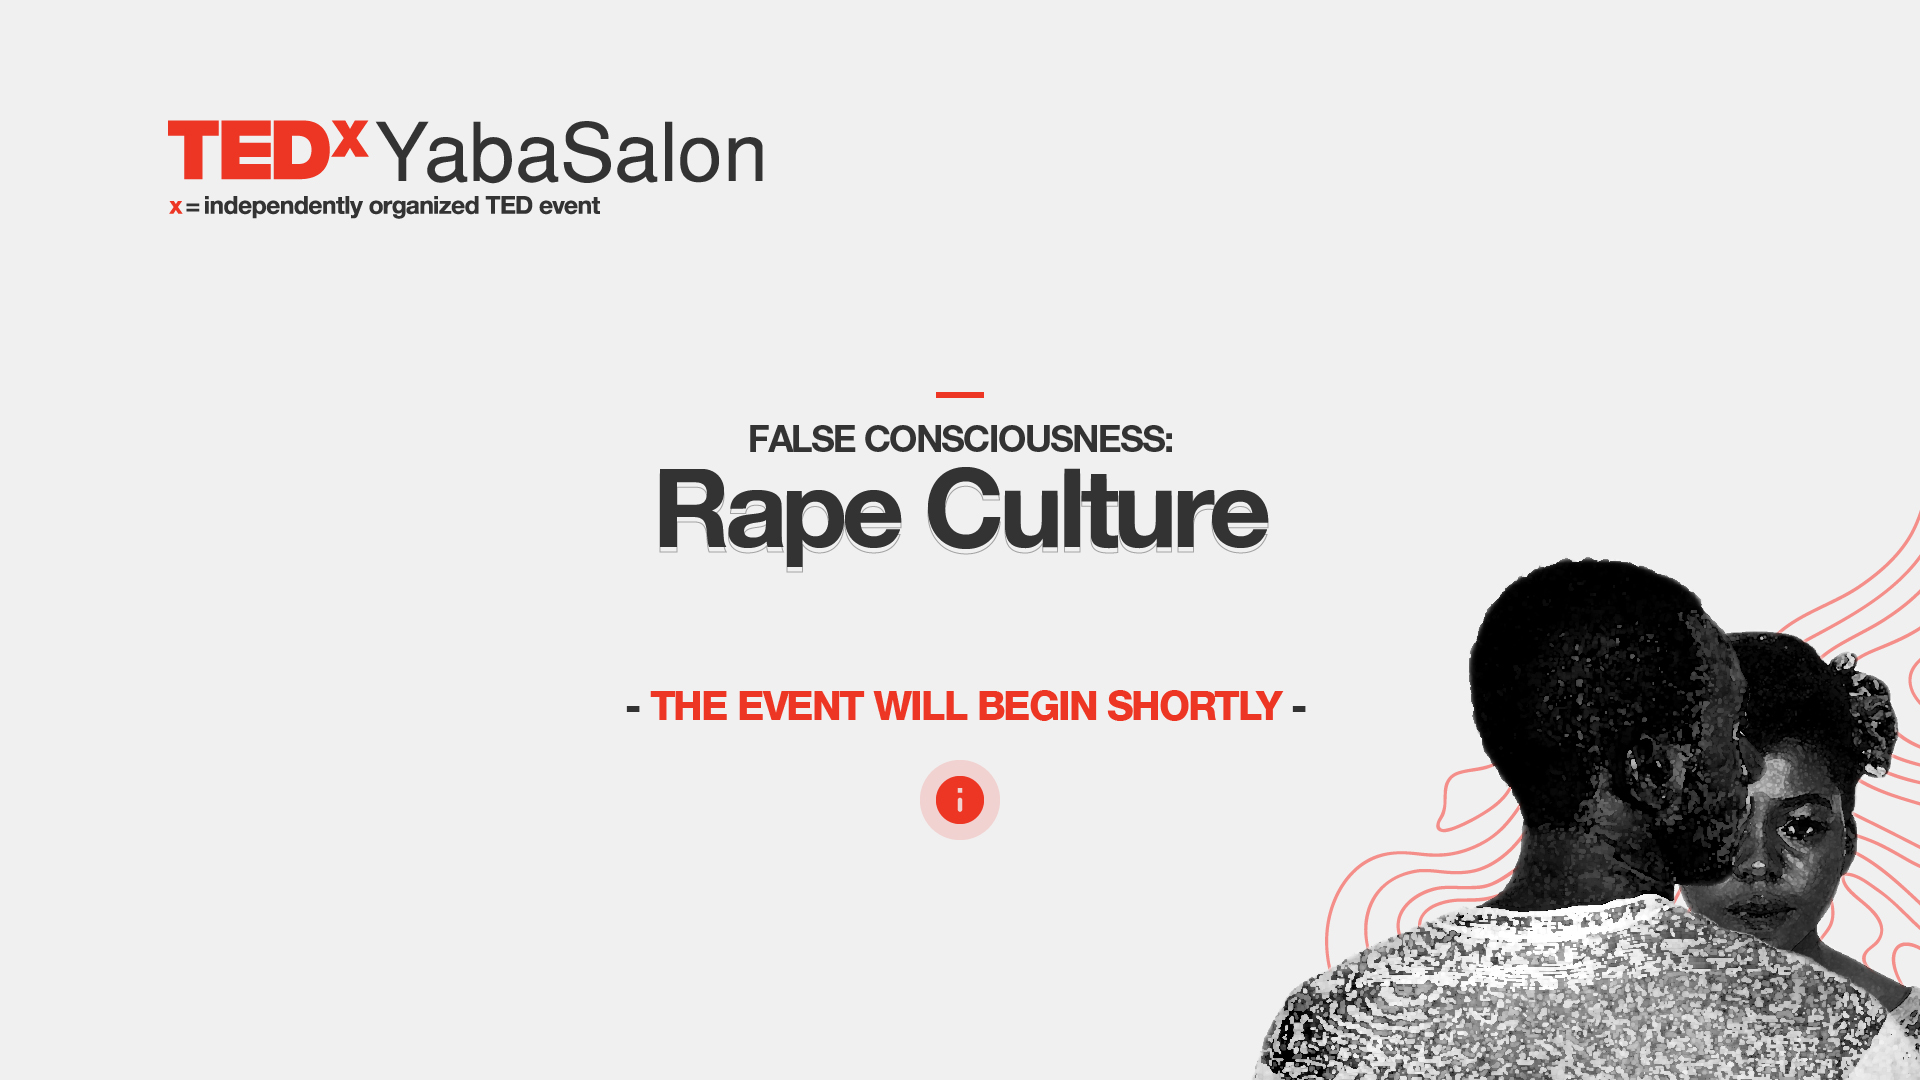 TEDx YabaSalon
x = independently organized TED event
FALSE CONSCIOUSNESS:
Rape Culture
- THE EVENT WILL BEGIN SHORTLY -
i